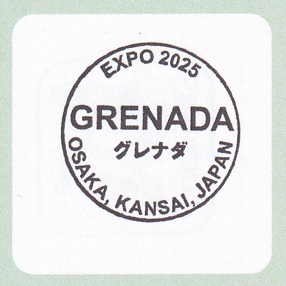 EXPO 2025
GRENADA
グレナダ
OSAKA, KANSAI, JAPAN